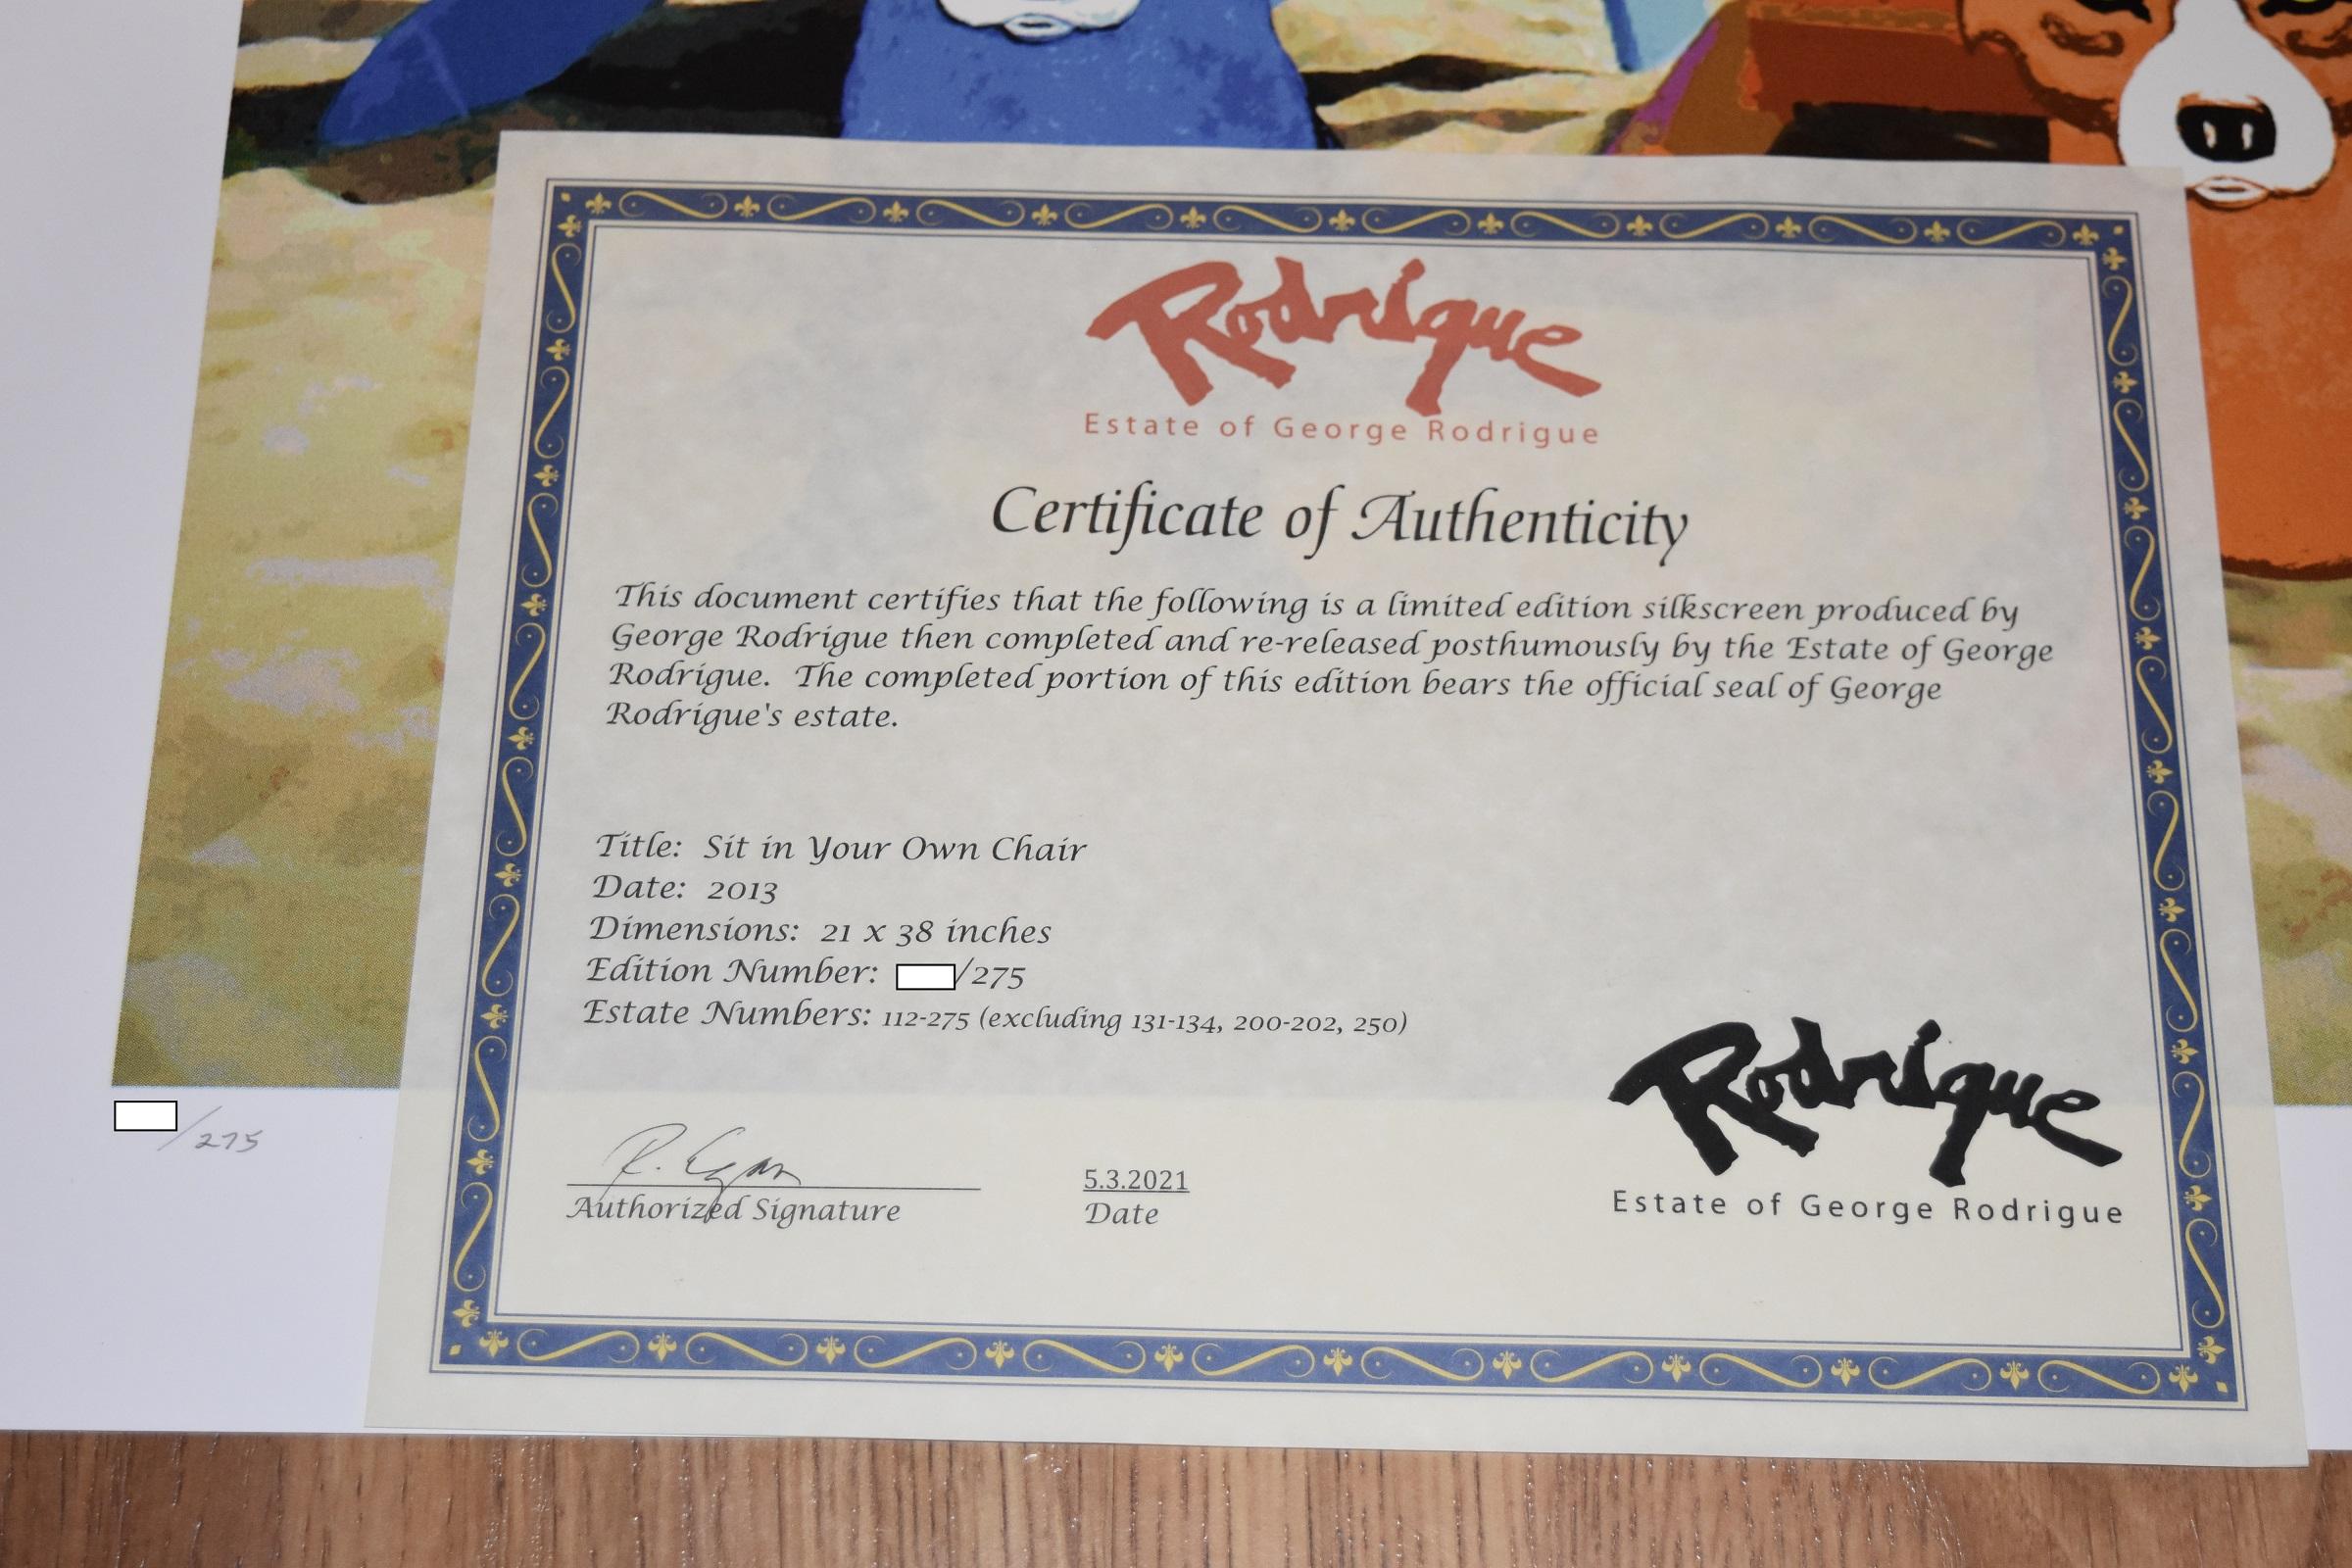 Rodrigue
Estate of George Rodrigue
Certificate of Authenticity
This document certifies that the following is a limited edition silkscreen produced by
George Rodrigue then completed and re-released posthumously by the Estate of George
Rodrigue. The completed portion of this edition bears the official seal of George
Rodrigue's estate.
Title: Sit in Your Own Chair
Date: 2013
Dimensions: 21 x 38 inches
Edition Number: /275
Estate Numbers: 112-275 (excluding 131-134, 200-202, 250)
/275
R. Egan
Authorized Signature
5.3.2021
Date
Rodrigue
Estate of George Rodrigue